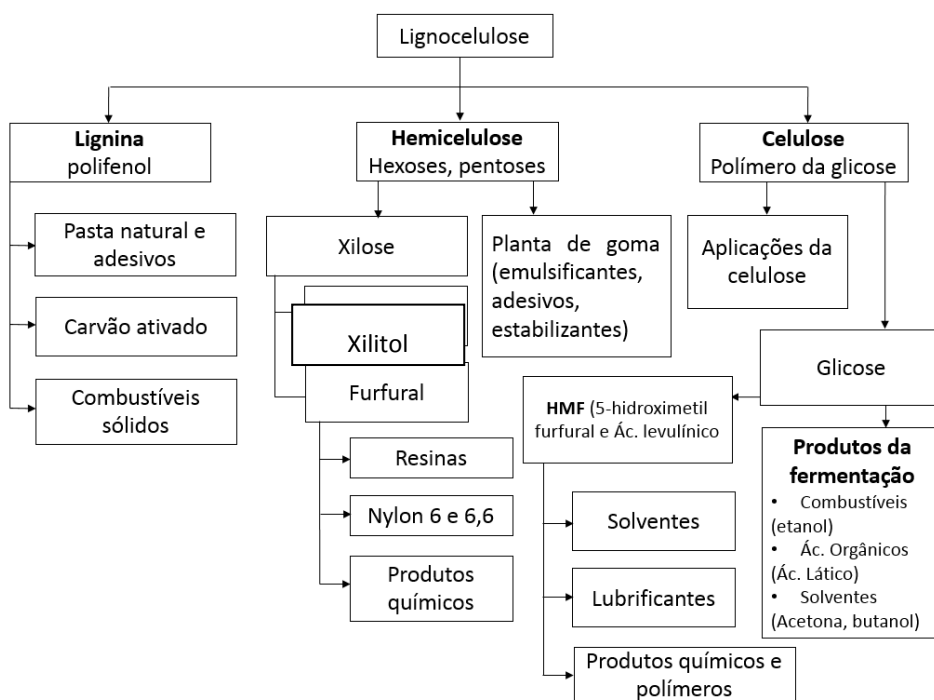 Lignocelulose
Lignina
polifenol
Pasta natural e
adesivos
Carvão ativado
Combustíveis
sólidos
Hemicelulose
Hexoses, pentoses
Xilose
Xilitol
Furfural
Resinas
Nylon 6 e 6,6
Produtos
químicos
Planta de goma
(emulsificantes,
adesivos,
estabilizantes)
Celulose
Polímero da glicose
Aplicações da
celulose
Glicose
HMF (5-hidroximetil
furfural e Ác. levulínico
Solventes
Lubrificantes
Produtos químicos e
polímeros
Produtos da
fermentação
• Combustíveis
(etanol)
• Ác. Orgânicos
(Ác. Lático)
• Solventes
(Acetona, butanol)